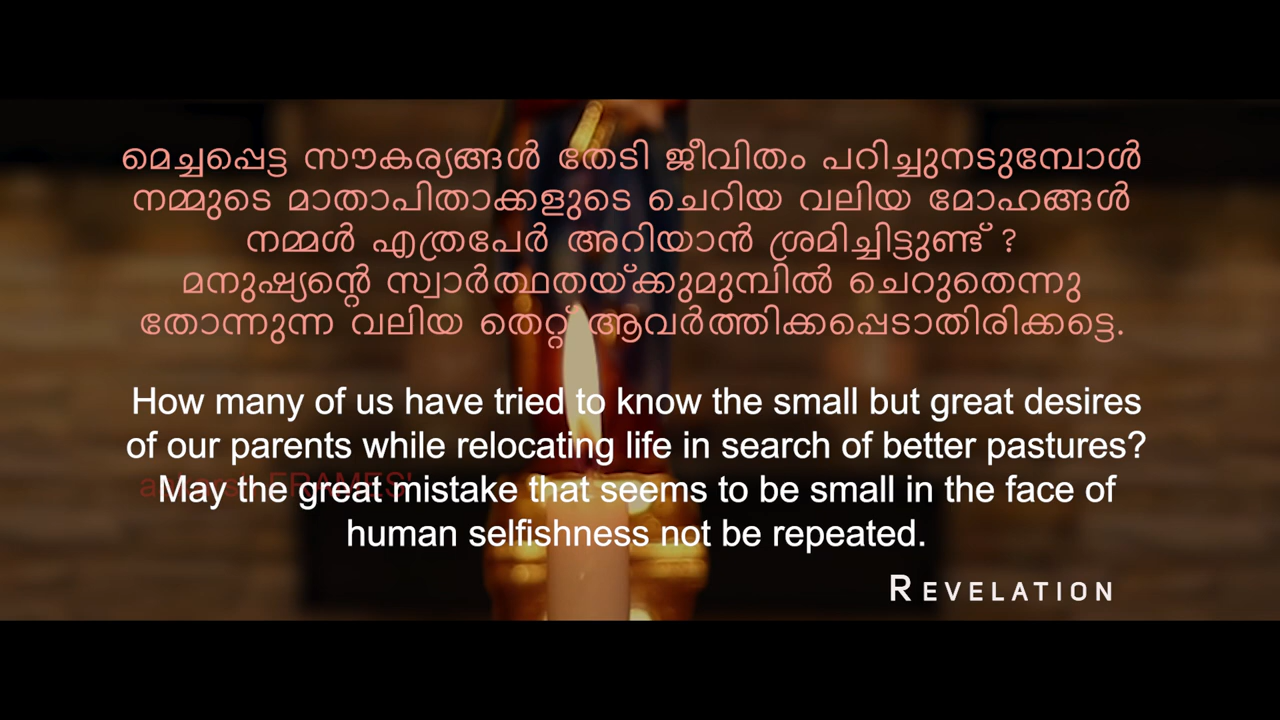 മെച്ചപ്പെട്ട സൗകര്യങ്ങൾ തേടി ജീവിതം പറിച്ചുനടുമ്പോൾ
നമ്മുടെ മാതാപിതാക്കളുടെ ചെറിയ വലിയ മോഹങ്ങൾ
നമ്മൾ എത്രപേർ അറിയാൻ ശ്രമിച്ചിട്ടുണ്ട് ?
മനുഷ്യന്റെ സ്വാർത്ഥതയ്ക്കുമുമ്പിൽ ചെറുതെന്നു
തോന്നുന്ന വലിയ തെറ്റ് ആവർത്തിക്കപ്പെടാതിരിക്കട്ടെ.
How many of us have tried to know the small but great desires
of our parents while relocating life in search of better pastures?
May the great mistake that seems to be small in the face of
human selfishness not be repeated.
REVELATION